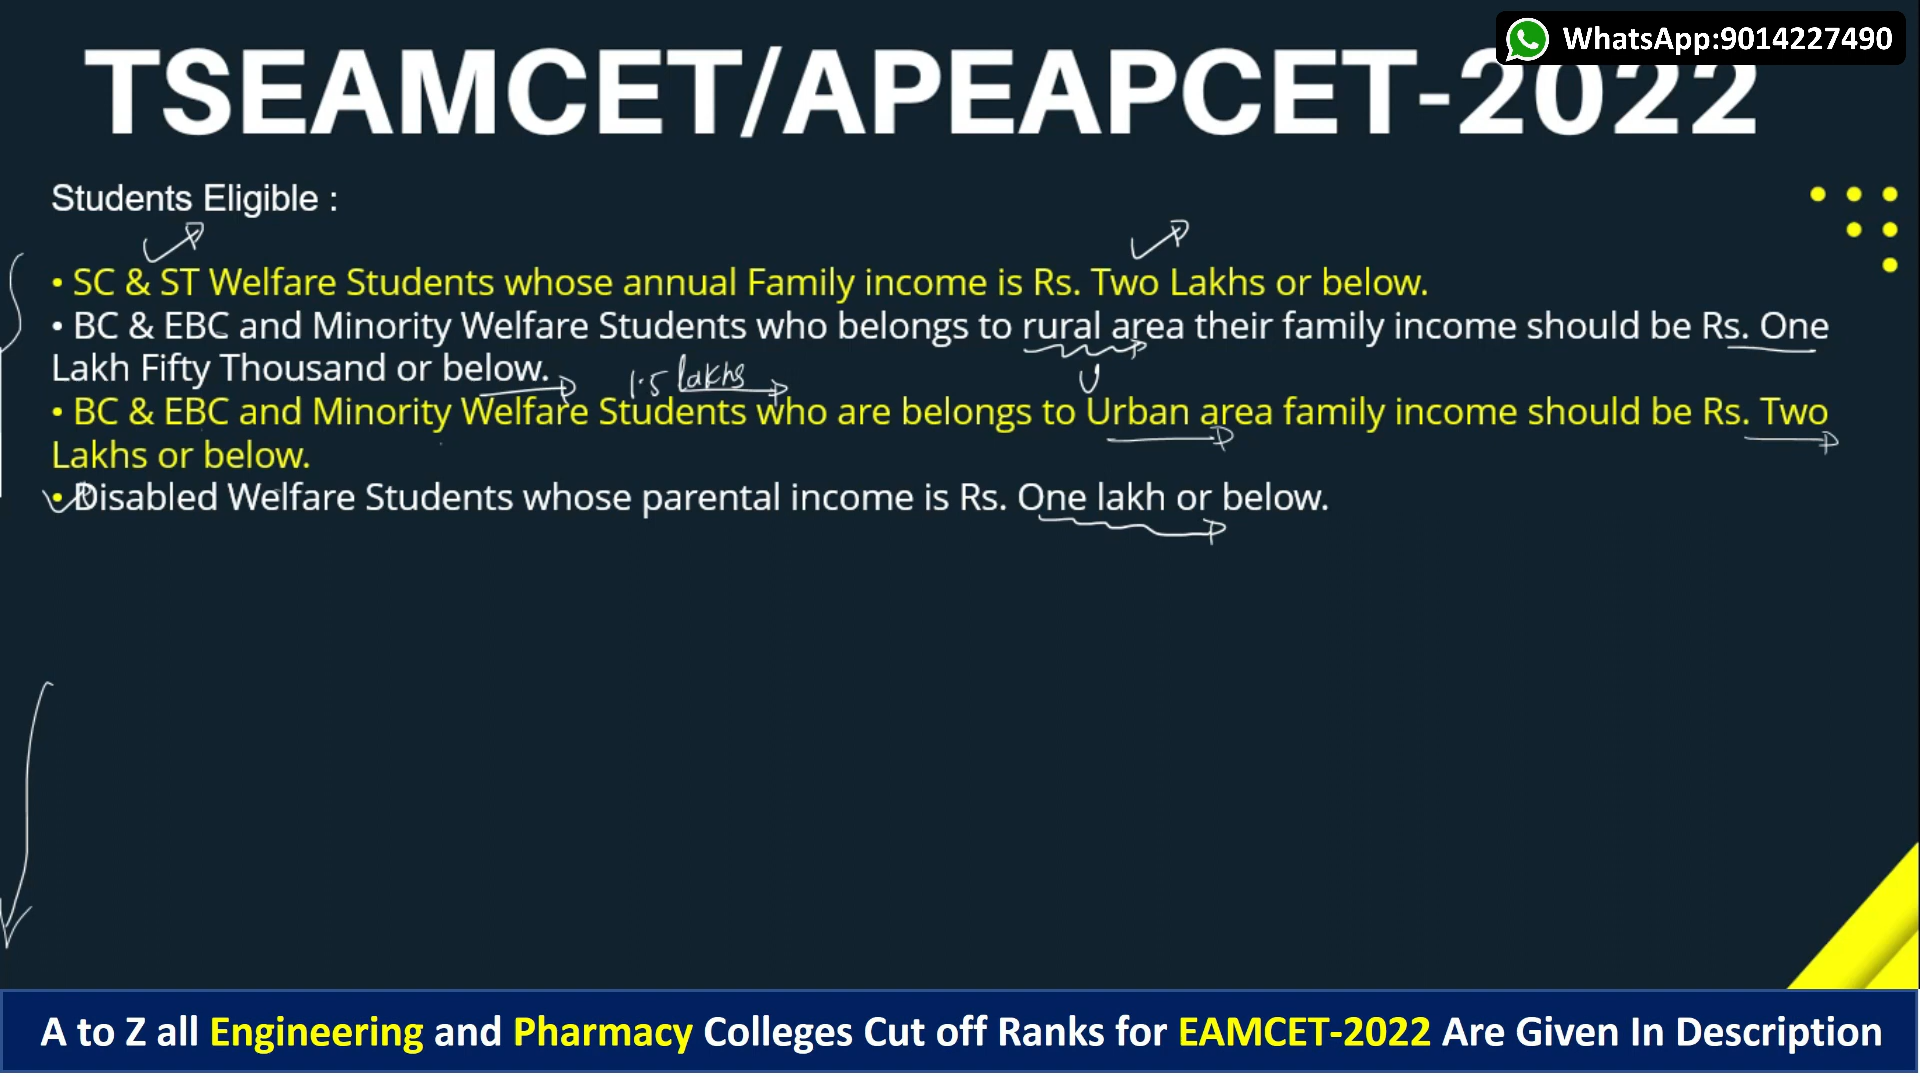 WhatsApp:9014227490
TSEAMCET/APEAPCET-2022
Students Eligible :
• SC & ST Welfare Students whose annual Family income is Rs. Two Lakhs or below.
• BC & EBC and Minority Welfare Students who belongs to rural area their family income should be Rs. One
Lakh Fifty Thousand or below.
1.5 lakhs
• BC & EBC and Minority Welfare Students who are belongs to Urban area family income should be Rs. Two
Lakhs or below.
• Disabled Welfare Students whose parental income is Rs. One lakh or below.
A to Z all Engineering and Pharmacy Colleges Cut off Ranks for EAMCET-2022 Are Given In Description